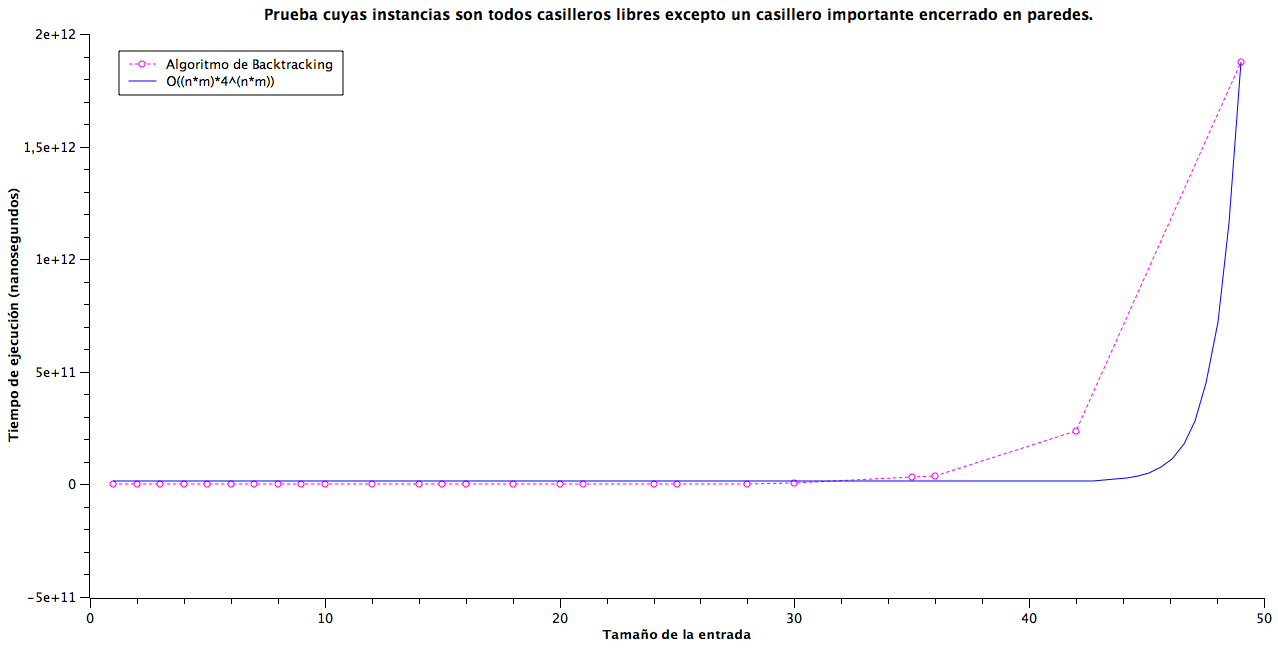 Prueba cuyas instancias son todos casilleros libres excepto un casillero importante encerrado en paredes.
Algoritmo de Backtracking
O((n*m)*4^(n*m))
Tiempo de ejecución (nanosegundos)
2e+12
1,5e+12
1e+12
5e+11
0
−5e+11
0 10 20 30 40 50
Tamaño de la entrada